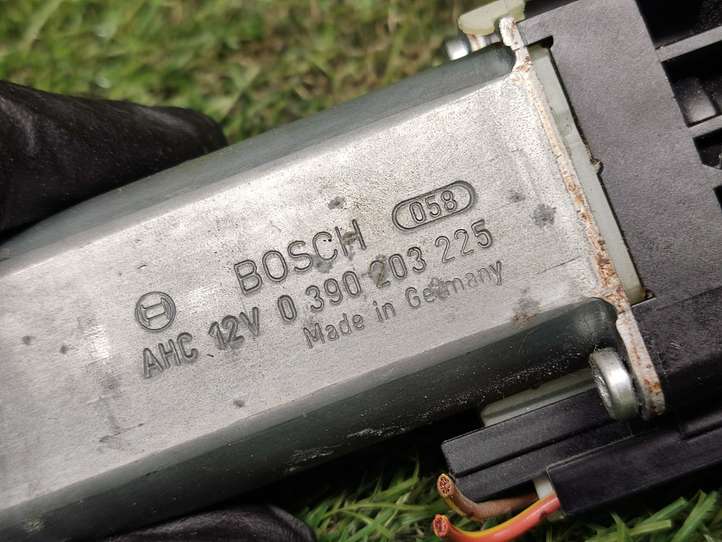 058
BOSCH
AHC 12V 0 390 203 225
Made in Germany